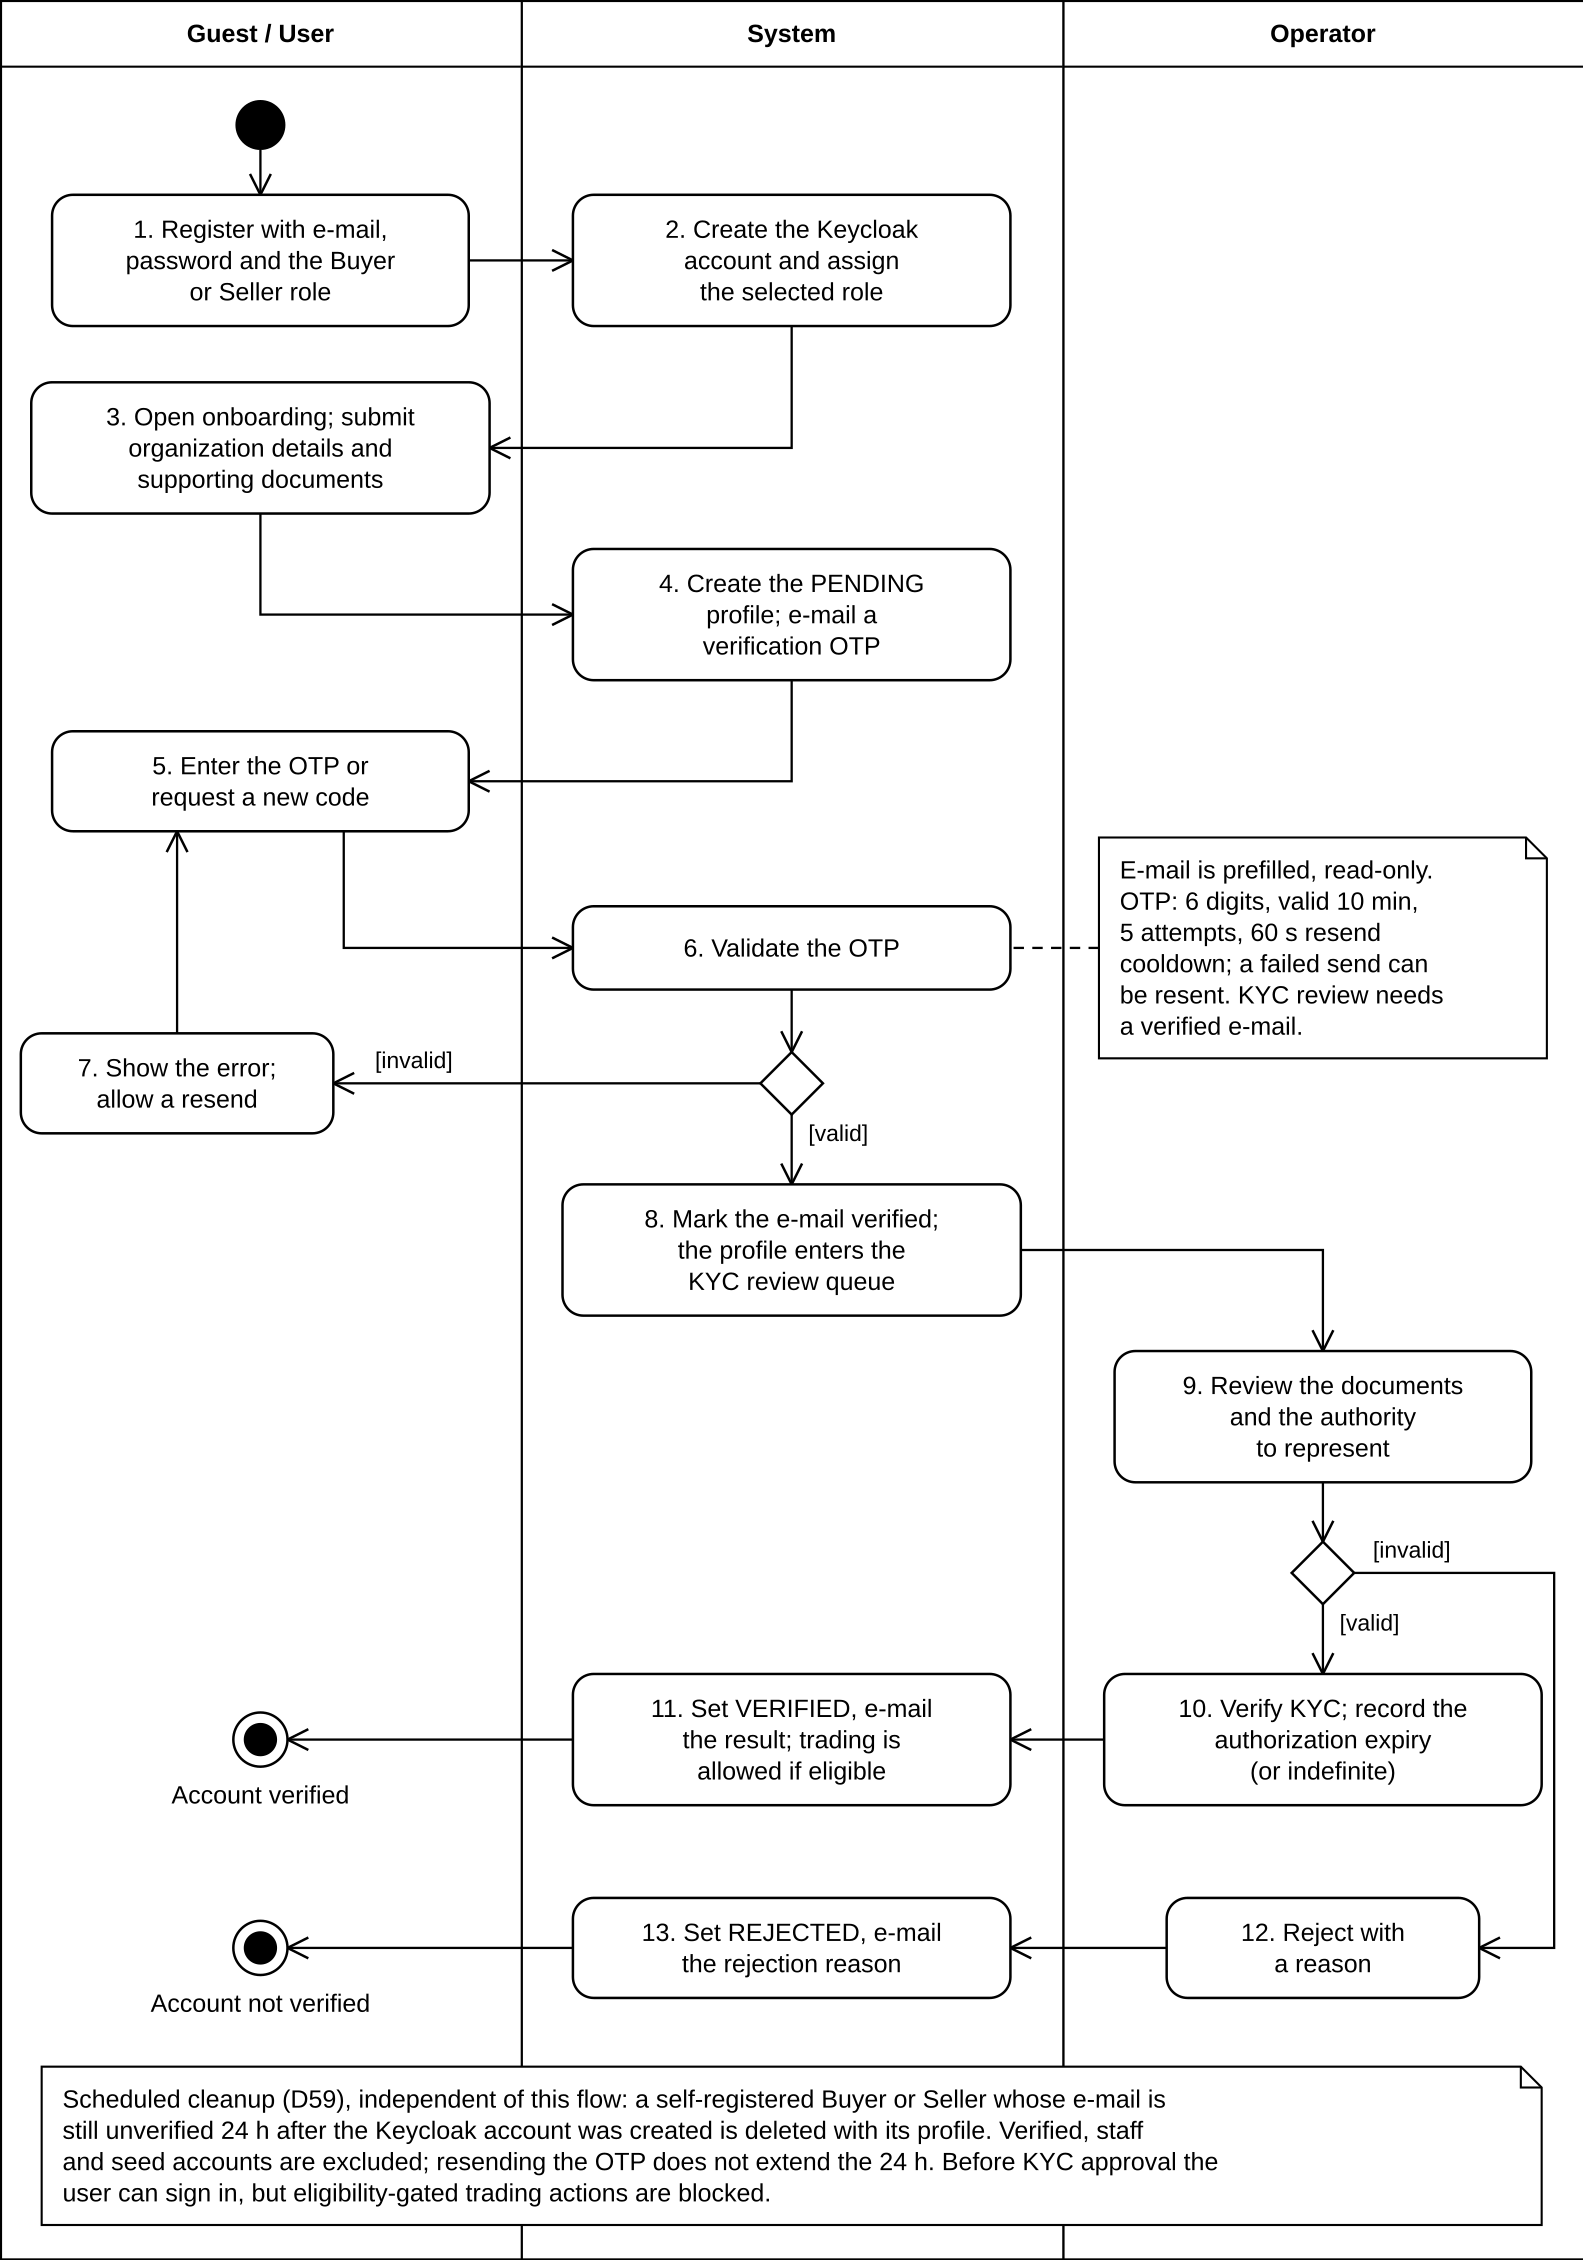 Guest / User
System
Operator
1. Register with e-mail,
password and the Buyer
or Seller role
2. Create the Keycloak
account and assign
the selected role
3. Open onboarding; submit
organization details and
supporting documents
4. Create the PENDING
profile; e-mail a
verification OTP
5. Enter the OTP or
request a new code
E-mail is prefilled, read-only.
OTP: 6 digits, valid 10 min,
5 attempts, 60 s resend
cooldown; a failed send can
be resent. KYC review needs
a verified e-mail.
6. Validate the OTP
7. Show the error;
allow a resend
[invalid]
[valid]
8. Mark the e-mail verified;
the profile enters the
KYC review queue
9. Review the documents
and the authority
to represent
[invalid]
[valid]
10. Verify KYC; record the
authorization expiry
(or indefinite)
11. Set VERIFIED, e-mail
the result; trading is
allowed if eligible
Account verified
12. Reject with
a reason
13. Set REJECTED, e-mail
the rejection reason
Account not verified
Scheduled cleanup (D59), independent of this flow: a self-registered Buyer or Seller whose e-mail is
still unverified 24 h after the Keycloak account was created is deleted with its profile. Verified, staff
and seed accounts are excluded; resending the OTP does not extend the 24 h. Before KYC approval the
user can sign in, but eligibility-gated trading actions are blocked.